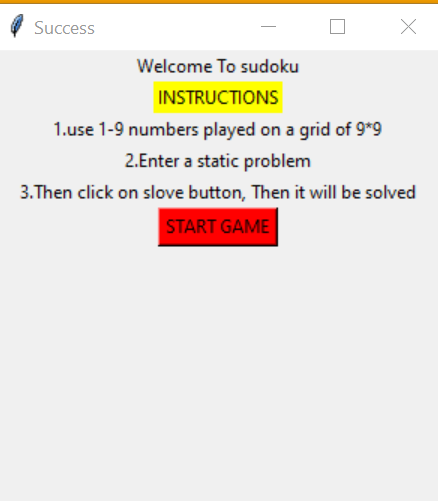 Success
Welcome To sudoku
INSTRUCTIONS
1.use 1-9 numbers played on a grid of 9*9
2.Enter a static problem
3.Then click on slove button, Then it will be solved
START GAME